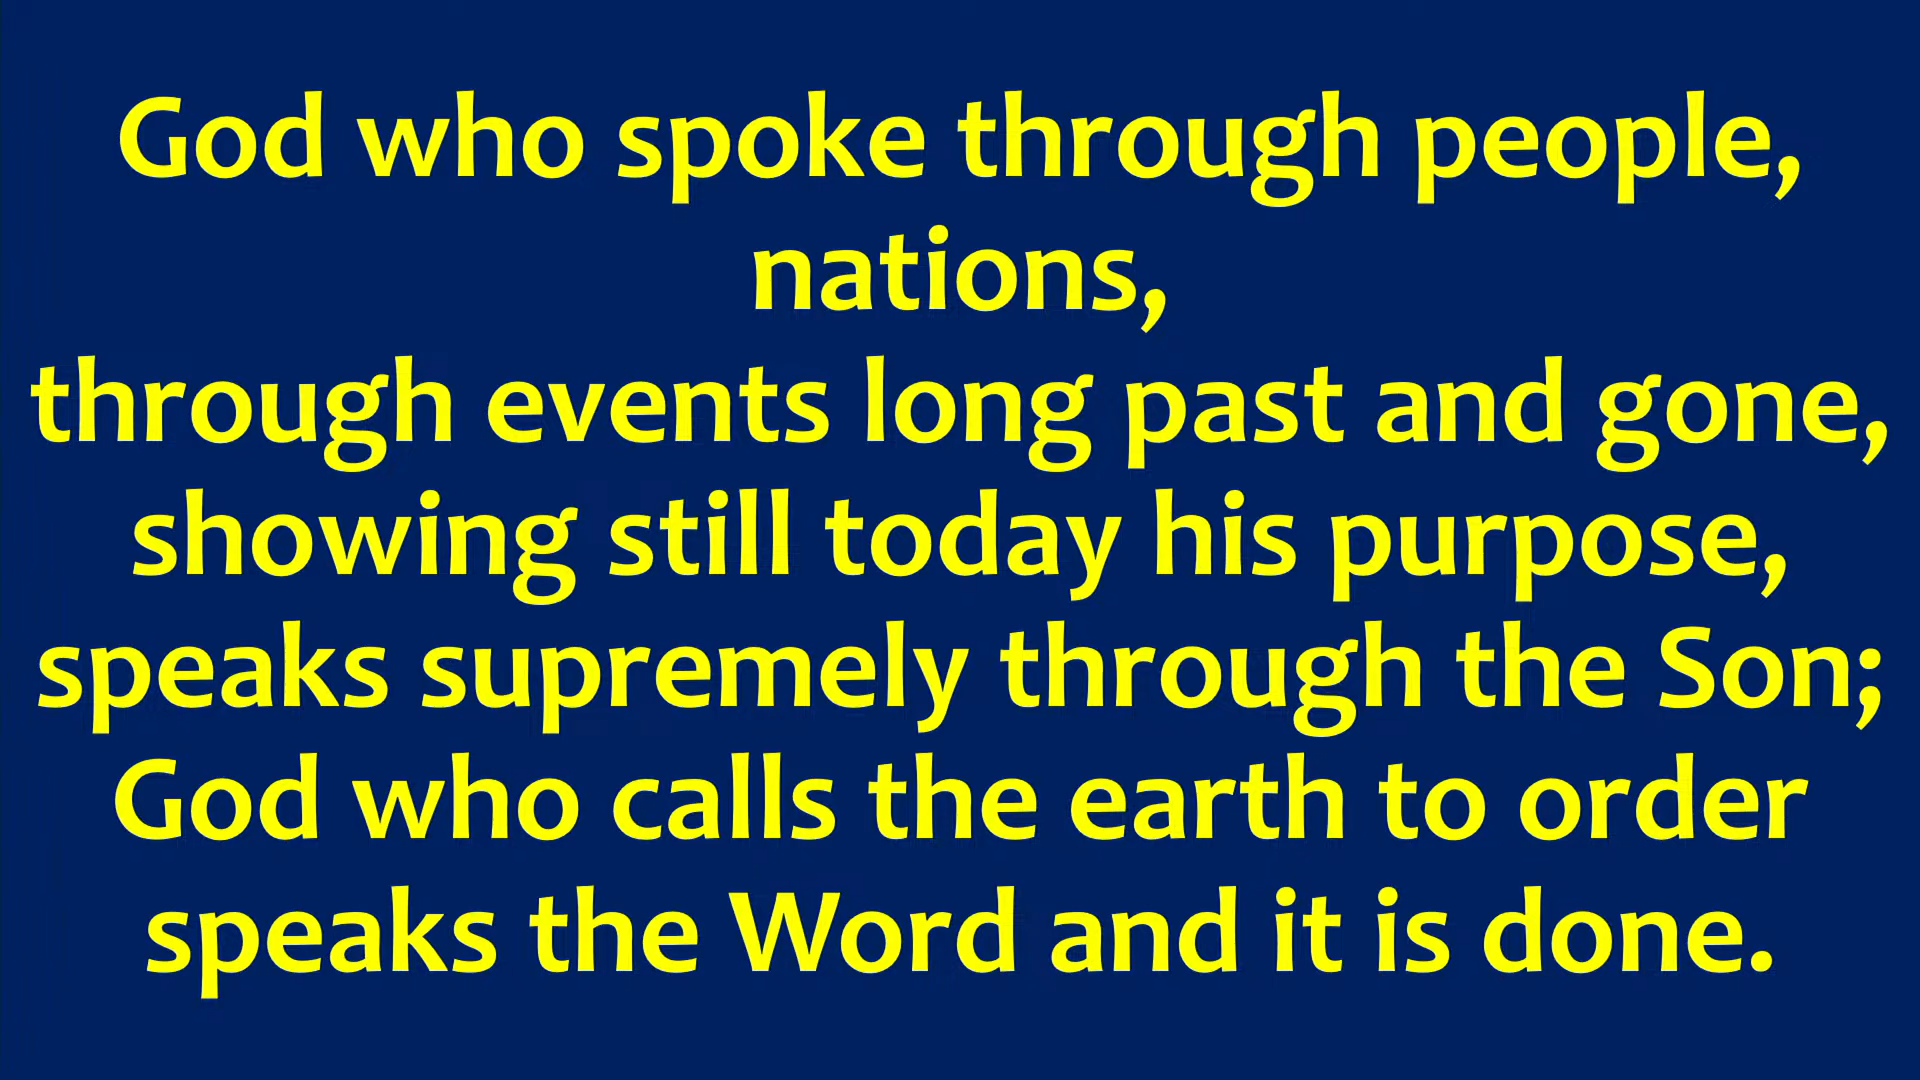 God who spoke through people,
nations,
through events long past and gone,
showing still today his purpose,
speaks supremely through the Son;
God who calls the earth to order
speaks the Word and it is done.